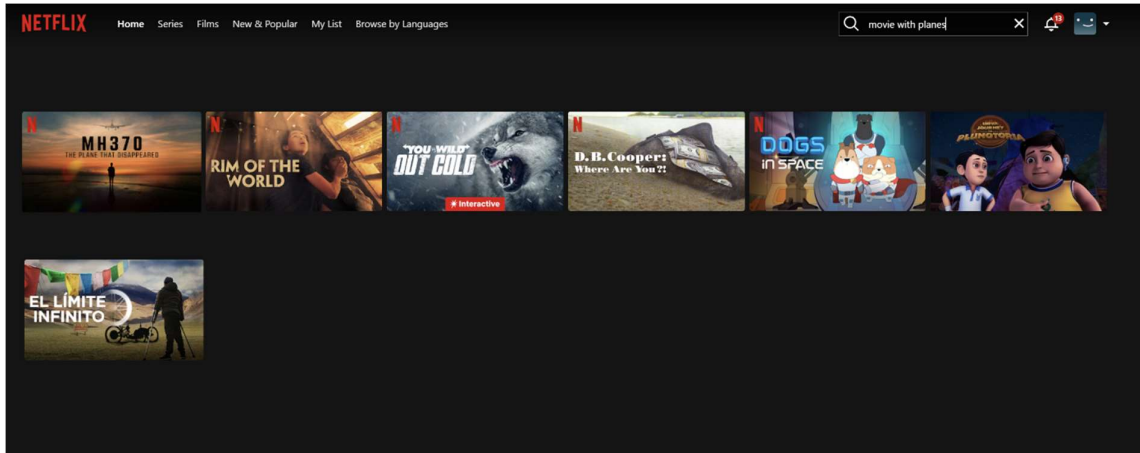 NETFLIX Home Series Films New & Popular My List Browse by Languages movie with planes 13
N
MH370
THE PLANE THAT DISAPPEARED
N
RIM OF THE
WORLD
N
"YOU VS. WILD"
OUT COLD
Interactive
N
D.B. Cooper:
Where Are You?!
N
DOGS
IN SPACE
PLUNGTOPIA
EL LÍMITE
INFINITO